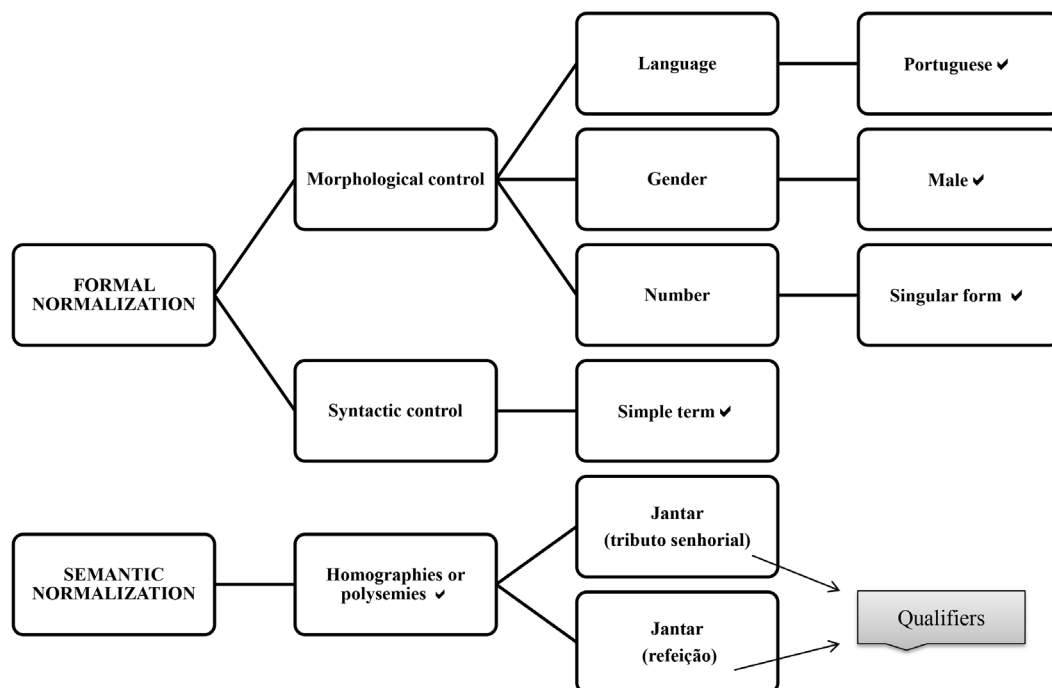 Language
Portuguese ✔
Morphological control
Gender
Male ✔
FORMAL
NORMALIZATION
Number
Singular form ✔
Syntactic control
Simple term ✔
SEMANTIC
NORMALIZATION
Homographies or
polysemies ✔
Jantar
(tributo senhorial)
Jantar
(refeição)
Qualifiers